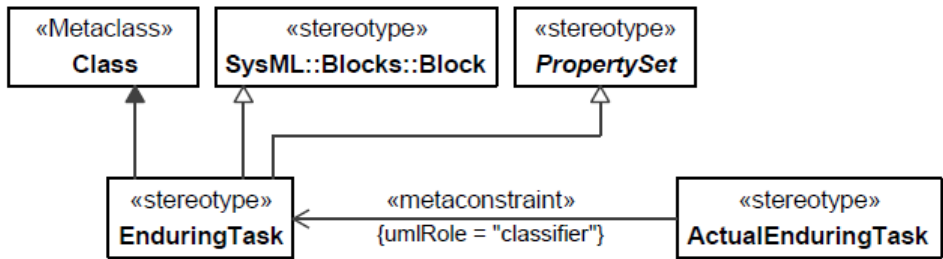 «Metaclass»
Class
«stereotype»
SysML::Blocks::Block
«stereotype»
PropertySet
«stereotype»
EnduringTask
«metaconstraint»
{umlRole = "classifier"}
«stereotype»
ActualEnduringTask